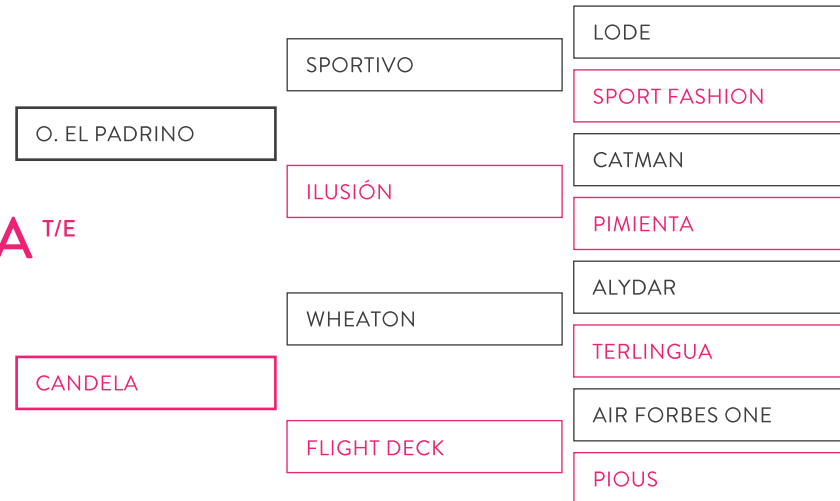 LODE
SPORTIVO
SPORT FASHION
O. EL PADRINO
CATMAN
ILUSIÓN
PIMIENTA
A T/E
ALYDAR
WHEATON
TERLINGUA
CANDELA
AIR FORBES ONE
FLIGHT DECK
PIOUS